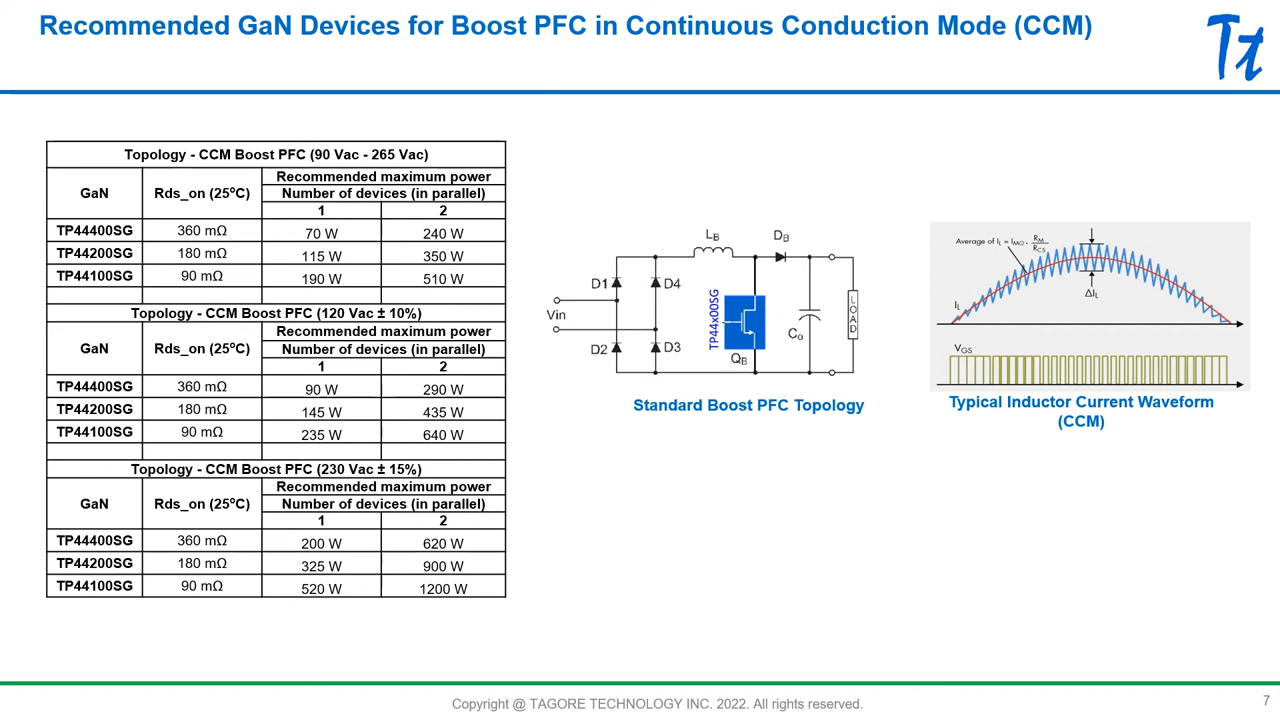 Recommended GaN Devices for Boost PFC in Continuous Conduction Mode (CCM)
Tt
Topology - CCM Boost PFC (90 Vac - 265 Vac)
GaN
Rds_on (25ºC)
Recommended maximum power
Number of devices (in parallel)
1 2
TP44400SG 360 mΩ 70 W 240 W
TP44200SG 180 mΩ 115 W 350 W
TP44100SG 90 mΩ 190 W 510 W
Topology - CCM Boost PFC (120 Vac ± 10%)
GaN
Rds_on (25ºC)
Recommended maximum power
Number of devices (in parallel)
1 2
TP44400SG 360 mΩ 90 W 290 W
TP44200SG 180 mΩ 145 W 435 W
TP44100SG 90 mΩ 235 W 640 W
Topology - CCM Boost PFC (230 Vac ± 15%)
GaN
Rds_on (25ºC)
Recommended maximum power
Number of devices (in parallel)
1 2
TP44400SG 360 mΩ 200 W 620 W
TP44200SG 180 mΩ 325 W 900 W
TP44100SG 90 mΩ 520 W 1200 W
LB
DB
D1
D4
Vin
D2
D3
TP44x00SG
QB
Co
LOAD
Standard Boost PFC Topology
Average of IL = IMO · RM / RCS
ΔIL
IL
VGS
Typical Inductor Current Waveform
(CCM)
Copyright @ TAGORE TECHNOLOGY INC. 2022. All rights reserved.
7